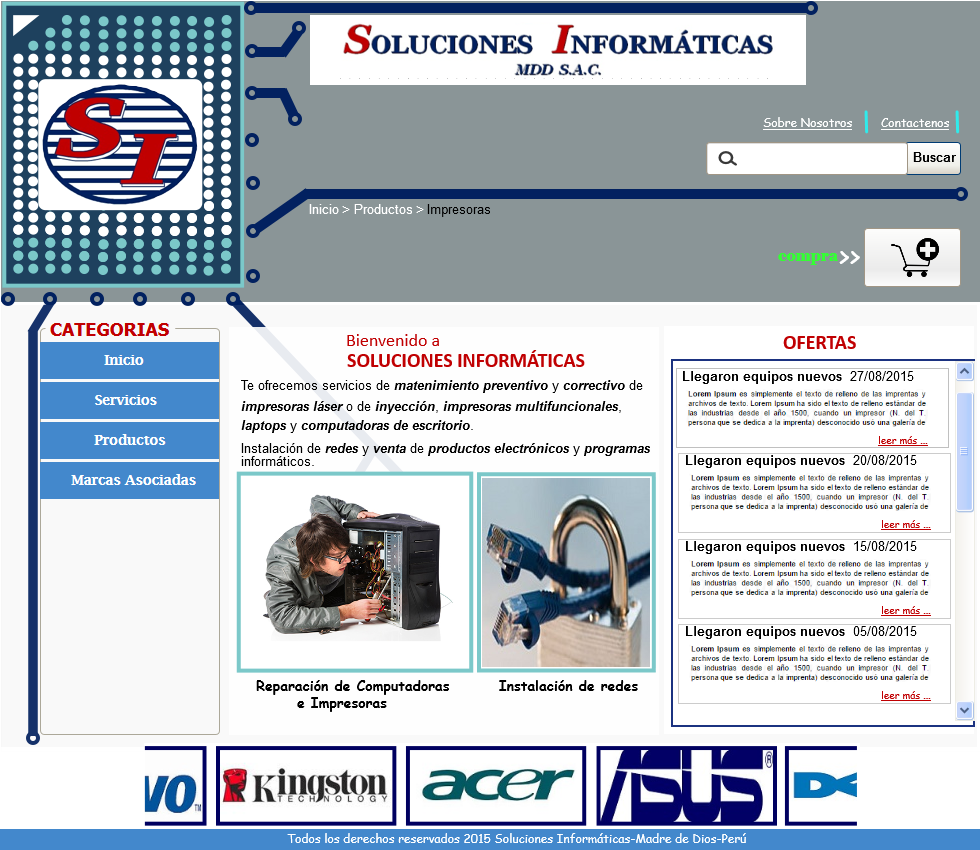 SOLUCIONES INFORMÁTICAS
MDD S.A.C.
SI
Sobre Nosotros
Contactenos
Buscar
Inicio > Productos > Impresoras
compra>>
CATEGORIAS
Inicio
Servicios
Productos
Marcas Asociadas
Bienvenido a
SOLUCIONES INFORMÁTICAS
Te ofrecemos servicios de matenimiento preventivo y correctivo de
impresoras láser o de inyección, impresoras multifuncionales,
laptops y computadoras de escritorio.
Instalación de redes y venta de productos electrónicos y programas
informáticos.
Reparación de Computadoras
e Impresoras
Instalación de redes
OFERTAS
Llegaron equipos nuevos 27/08/2015
Lorem Ipsum es simplemente el texto de relleno de las imprentas y
archivos de texto. Lorem Ipsum ha sido el texto de relleno estándar de
las industrias desde el año 1500, cuando un impresor (N. del T.
persona que se dedica a la imprenta) desconocido usó una galería de
leer más ...
Llegaron equipos nuevos 20/08/2015
Lorem Ipsum es simplemente el texto de relleno de las imprentas y
archivos de texto. Lorem Ipsum ha sido el texto de relleno estándar de
las industrias desde el año 1500, cuando un impresor (N. del T.
persona que se dedica a la imprenta) desconocido usó una galería de
leer más ...
Llegaron equipos nuevos 15/08/2015
Lorem Ipsum es simplemente el texto de relleno de las imprentas y
archivos de texto. Lorem Ipsum ha sido el texto de relleno estándar de
las industrias desde el año 1500, cuando un impresor (N. del T.
persona que se dedica a la imprenta) desconocido usó una galería de
leer más ...
Llegaron equipos nuevos 05/08/2015
Lorem Ipsum es simplemente el texto de relleno de las imprentas y
archivos de texto. Lorem Ipsum ha sido el texto de relleno estándar de
las industrias desde el año 1500, cuando un impresor (N. del T.
persona que se dedica a la imprenta) desconocido usó una galería de
leer más ...
vo™
Kingston
TECHNOLOGY
acer
ASUS®
Todos los derechos reservados 2015 Soluciones Informáticas-Madre de Dios-Perú